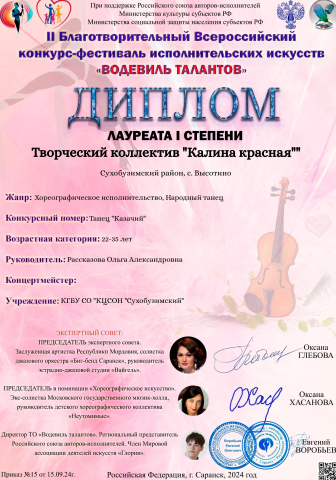 При поддержке Российского союза авторов-исполнителей
Министерства культуры субъектов РФ
Министерства социальной защиты населения субъектов РФ
II Благотворительный Всероссийский
конкурс-фестиваль исполнительских искусств
«ВОДЕВИЛЬ ТАЛАНТОВ»
ДИПЛОМ
ЛАУРЕАТА I СТЕПЕНИ
Творческий коллектив "Калина красная""
Сухобузимский район, с. Высотино
Жанр: Хореографическое исполнительство, Народный танец
Конкурсный номер: Танец "Казачий"
Возрастная категория: 22-35 лет
Руководитель: Рассказова Ольга Александровна
Концертмейстер:
Учреждение: КГБУ СО "КЦСОН "Сухобузимский"
ЭКСПЕРТНЫЙ СОВЕТ:
ПРЕДСЕДАТЕЛЬ экспертного совета.
Заслуженная артистка Республики Мордовия, солистка
джазового оркестра «Биг-бенд Саранск», руководитель
эстрадно-джазовой студии «Вайгель».
Оксана
ГЛЕБОВА
ПРЕДСЕДАТЕЛЬ в номинации «Хореографическое искусство».
Экс-солистка Московского государственного мюзик-холла,
руководитель детского хореографического коллектива
«Неугомоные».
Оксана
ХАСАНОВА
Директор ТО «Водевиль талантов». Региональный представитель
Российского союза авторов-исполнителей. Член Мировой
ассоциации деятелей искусств «Глория».
Евгений
ВОРОБЬЕВ
Приказ №15 от 15.09.24г.
Российская Федерация, г. Саранск, 2024 год